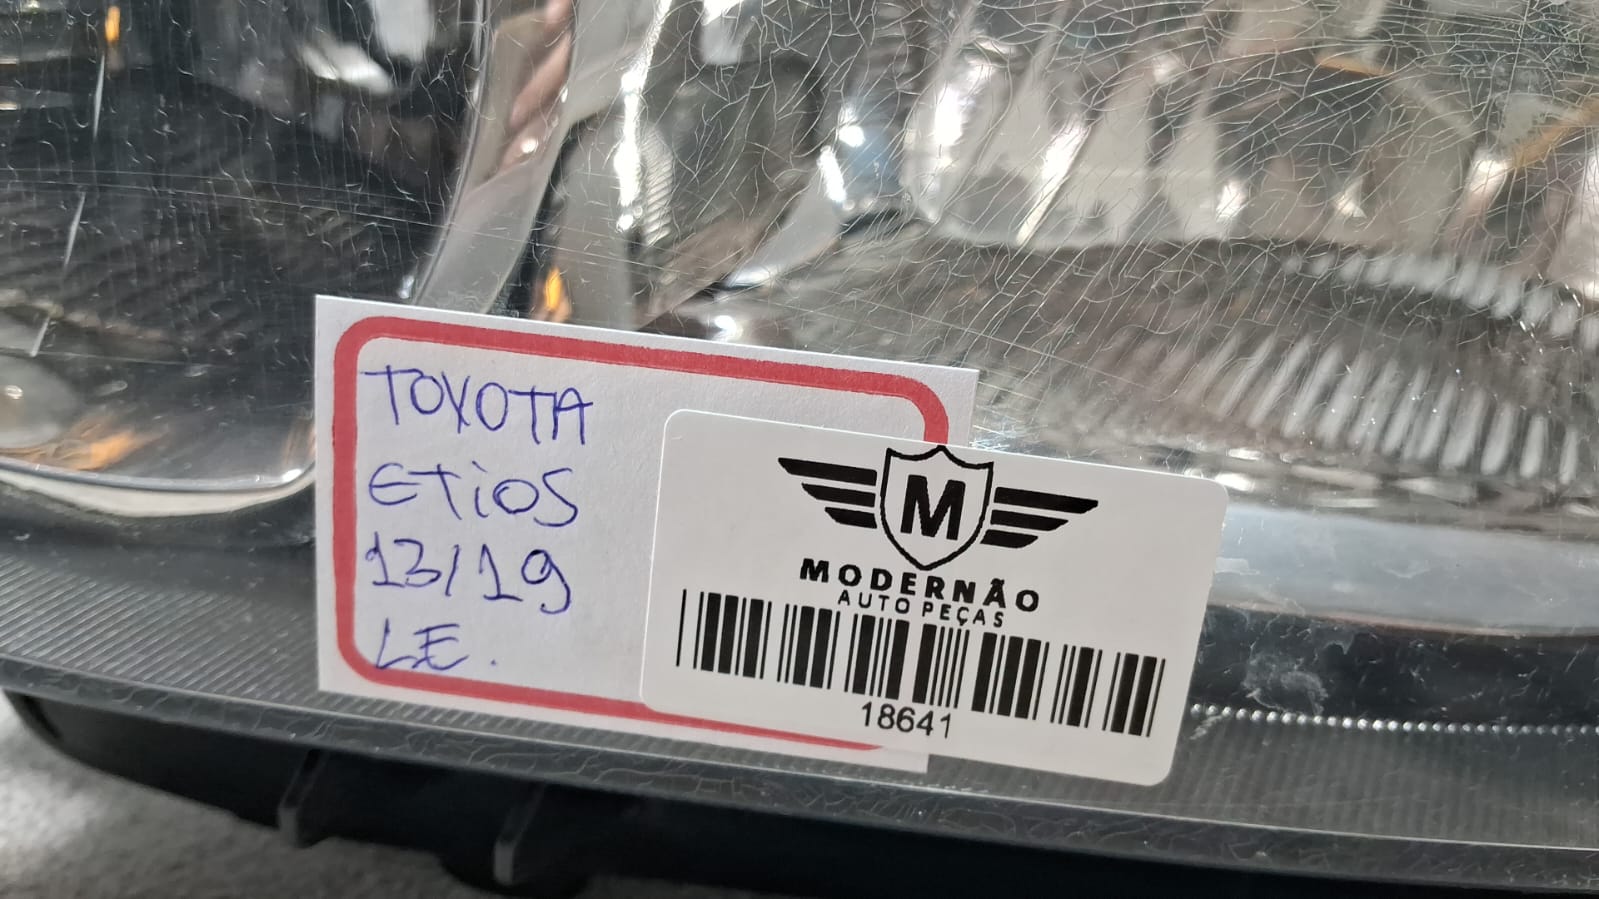 TOYOTA
ETiOS
13/19
LE.
M
MODERNÃO
AUTO PEÇAS
18641